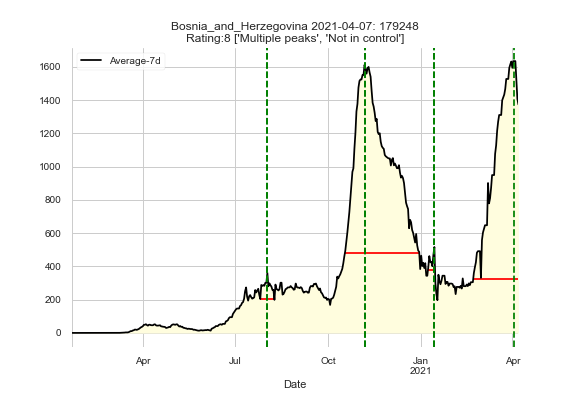 Bosnia_and_Herzegovina 2021-04-07: 179248
Rating:8 ['Multiple peaks', 'Not in control']
Average-7d
1600
1400
1200
1000
800
600
400
200
0
Apr Jul Oct Jan Apr
2021
Date